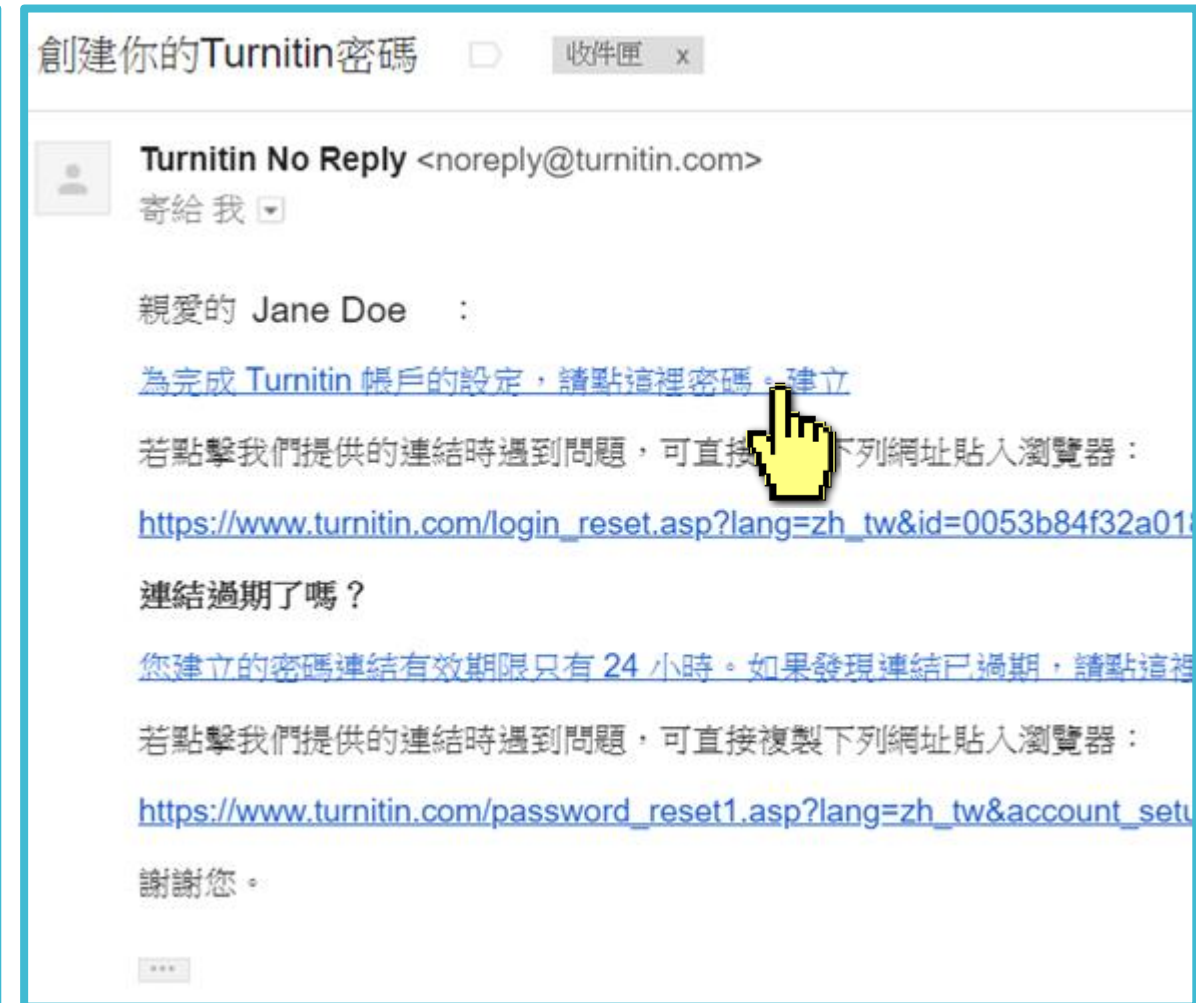 創建你的Turnitin密碼 收件匣 x
Turnitin No Reply <noreply@turnitin.com>
寄給 我
親愛的 Jane Doe ：
為完成 Turnitin 帳戶的設定，請點這裡密碼。建立
若點擊我們提供的連結時遇到問題，可直接 下列網址貼入瀏覽器：
https://www.turnitin.com/login_reset.asp?lang=zh_tw&id=0053b84f32a01
連結過期了嗎？
您建立的密碼連結有效期限只有 24 小時。如果發現連結已過期，請點這裡
若點擊我們提供的連結時遇到問題，可直接複製下列網址貼入瀏覽器：
https://www.turnitin.com/password_reset1.asp?lang=zh_tw&account_setu
謝謝您。